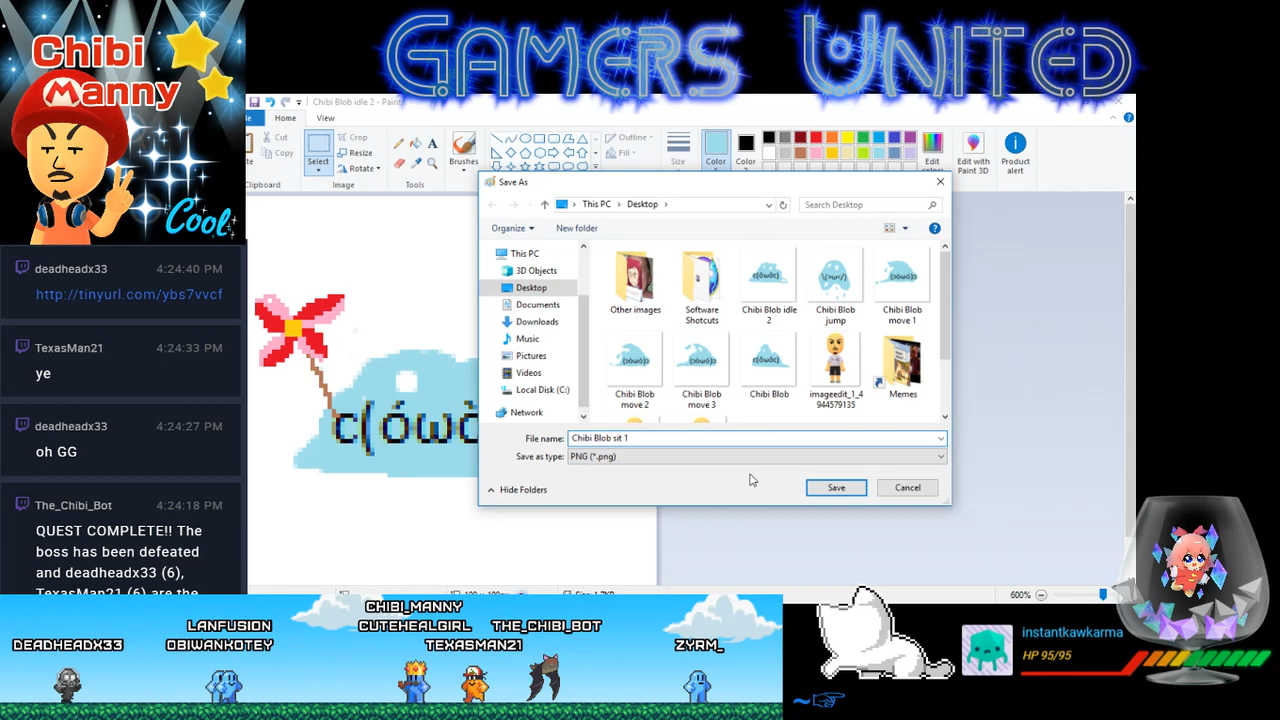 Chibi
Manny
Cool
GAMERS UNITED
deadheadx33 4:24:40 PM
http://tinyurl.com/ybs7vvcf
TexasMan21 4:24:33 PM
ye
deadheadx33 4:24:27 PM
oh GG
The_Chibi_Bot 4:24:18 PM
QUEST COMPLETE!! The
boss has been defeated
and deadheadx33 (6),
TexasMan21 (6) are the
Chibi Blob idle 2 - Paint
Home View
Cut
Copy
Clipboard
Select
Crop
Resize
Rotate
Image
Tools
Brushes
Outline
Fill
Size
Color
Color
Edit
colors
Edit with
Paint 3D
Product
alert
c(óωò
Save As
This PC > Desktop >
Search Desktop
Organize
New folder
This PC
3D Objects
Desktop
Documents
Downloads
Music
Pictures
Videos
Local Disk (C:)
Network
Other images
Software
Shotcuts
Chibi Blob idle
2
Chibi Blob
jump
Chibi Blob
move 1
Chibi Blob
move 2
Chibi Blob
move 3
Chibi Blob
imageedit_1_4
944579135
Memes
File name: Chibi Blob sit 1
Save as type: PNG (*.png)
Hide Folders
Save
Cancel
600%
DEADHEADX33
LANFUSION
OBIWANKOTEY
CHIBI_MANNY
CUTEHEALGIRL
THE_CHIBI_BOT
TEXASMAN21
ZYRM_
instantkawkarma
HP 95/95